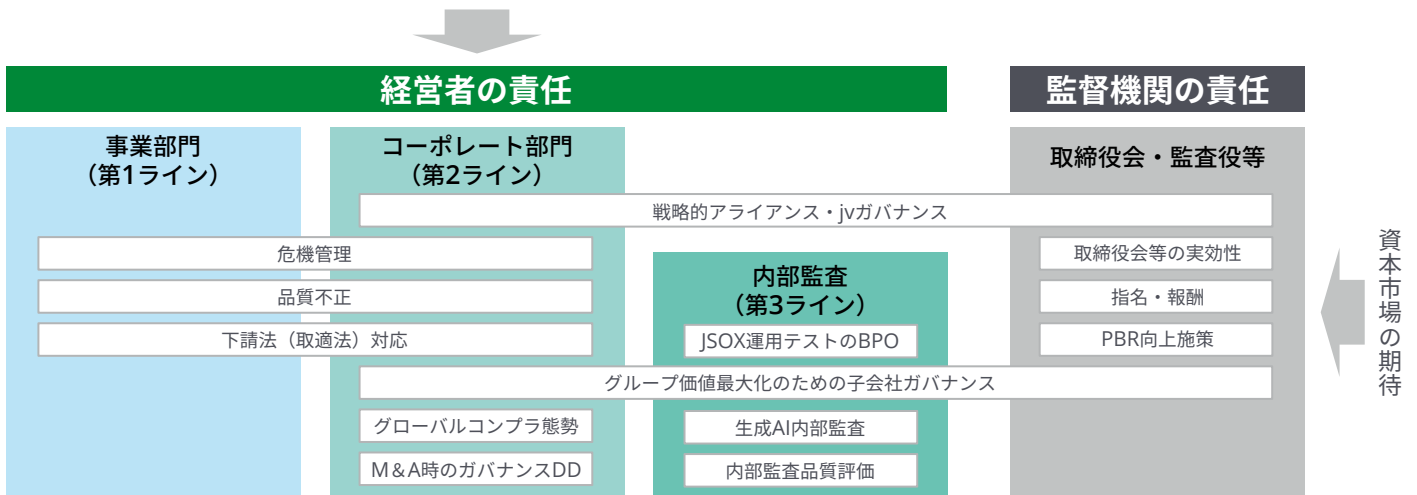 経営者の責任
監督機関の責任
事業部門
（第1ライン）
コーポレート部門
（第2ライン）
取締役会・監査役等
戦略的アライアンス・jvガバナンス
危機管理
取締役会等の実効性
品質不正
内部監査
（第3ライン）
指名・報酬
下請法（取適法）対応
JSOX運用テストのBPO
PBR向上施策
グループ価値最大化のための子会社ガバナンス
グローバルコンプラ態勢
生成AI内部監査
M＆A時のガバナンスDD
内部監査品質評価
資本市場の期待